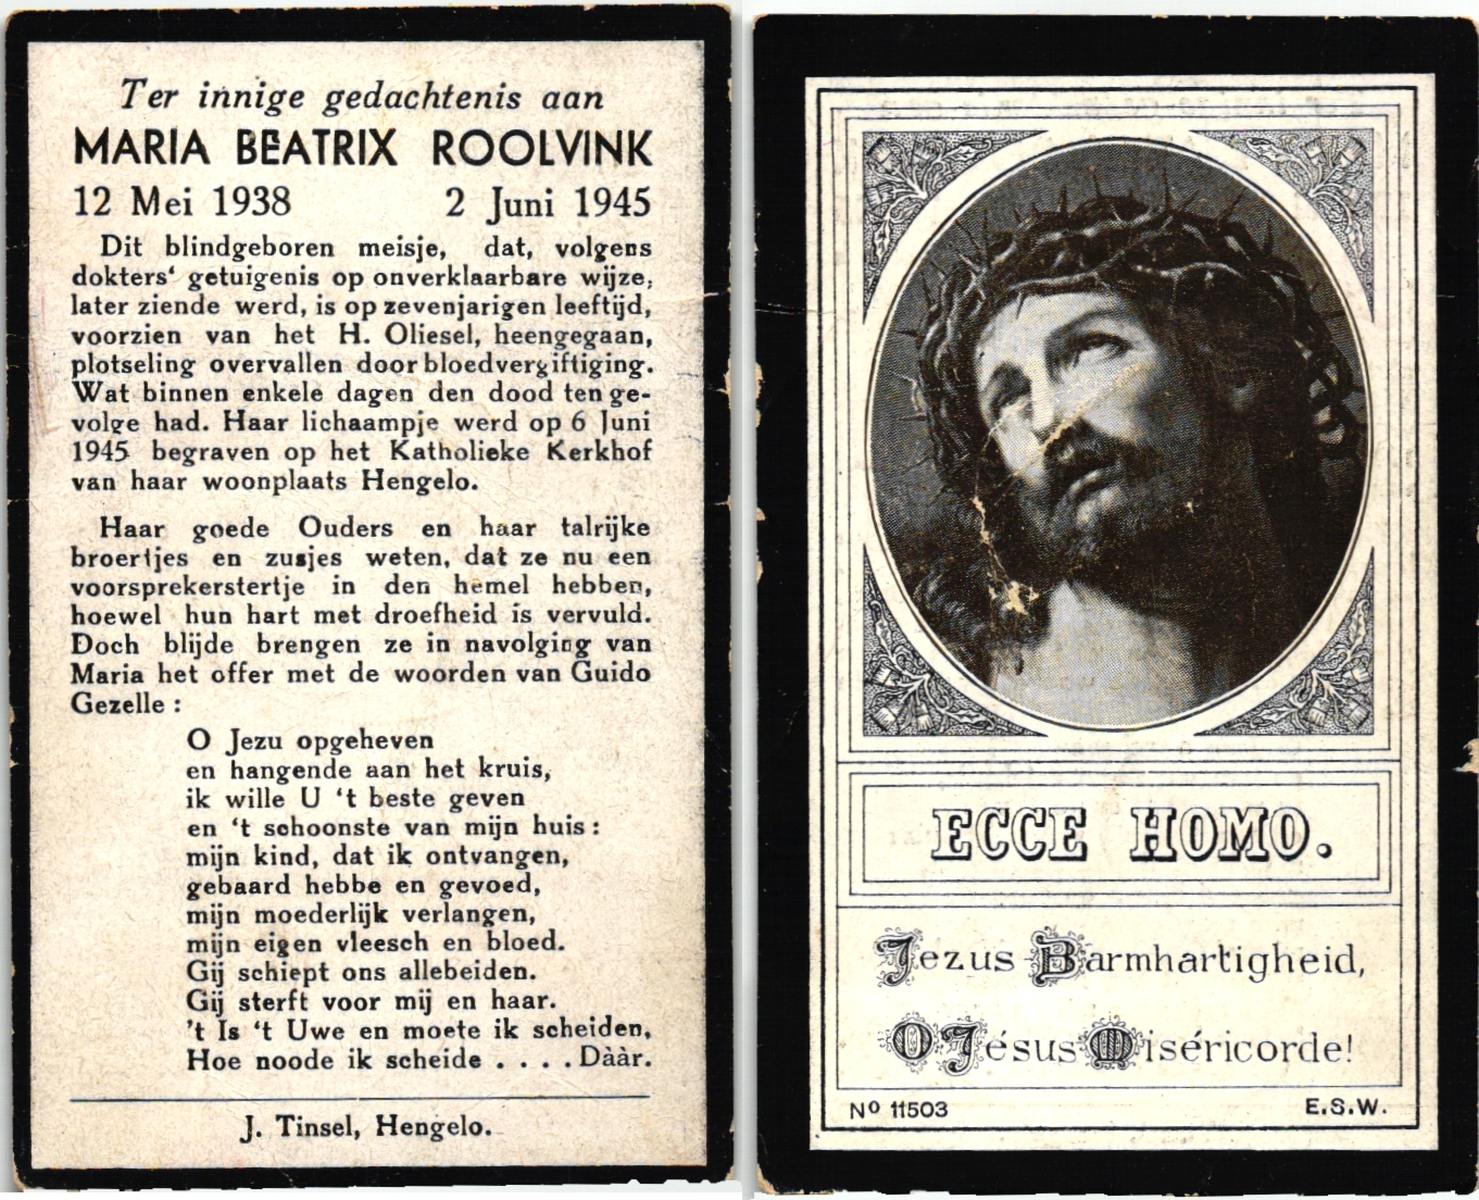 Ter innige gedachtenis aan
MARIA BEATRIX ROOLVINK
12 Mei 1938 2 Juni 1945
Dit blindgeboren meisje, dat, volgens
dokters‘ getuigenis op onverklaarbare wijze,
later ziende werd, is op zevenjarigen leeftijd,
voorzien van het H. Oliesel, heengegaan,
plotseling overvallen door bloedvergiftiging.
Wat binnen enkele dagen den dood ten ge-
volge had. Haar lichaampje werd op 6 Juni
1945 begraven op het Katholieke Kerkhof
van haar woonplaats Hengelo.
Haar goede Ouders en haar talrijke
broertjes en zusjes weten, dat ze nu een
voorsprekerstertje in den hemel hebben,
hoewel hun hart met droefheid is vervuld.
Doch blijde brengen ze in navolging van
Maria het offer met de woorden van Guido
Gezelle :
O Jezu opgeheven
en hangende aan het kruis,
ik wille U ‘t beste geven
en ‘t schoonste van mijn huis :
mijn kind, dat ik ontvangen,
gebaard hebbe en gevoed,
mijn moederlijk verlangen,
mijn eigen vleesch en bloed.
Gij schiept ons allebeiden.
Gij sterft voor mij en haar.
’t Is ‘t Uwe en moete ik scheiden,
Hoe noode ik scheide . . . . Dààr.
J. Tinsel, Hengelo.
ECCE HOMO.
Jezus Barmhartigheid,
O Jésus Miséricorde!
Nº 11503 E.S.W.